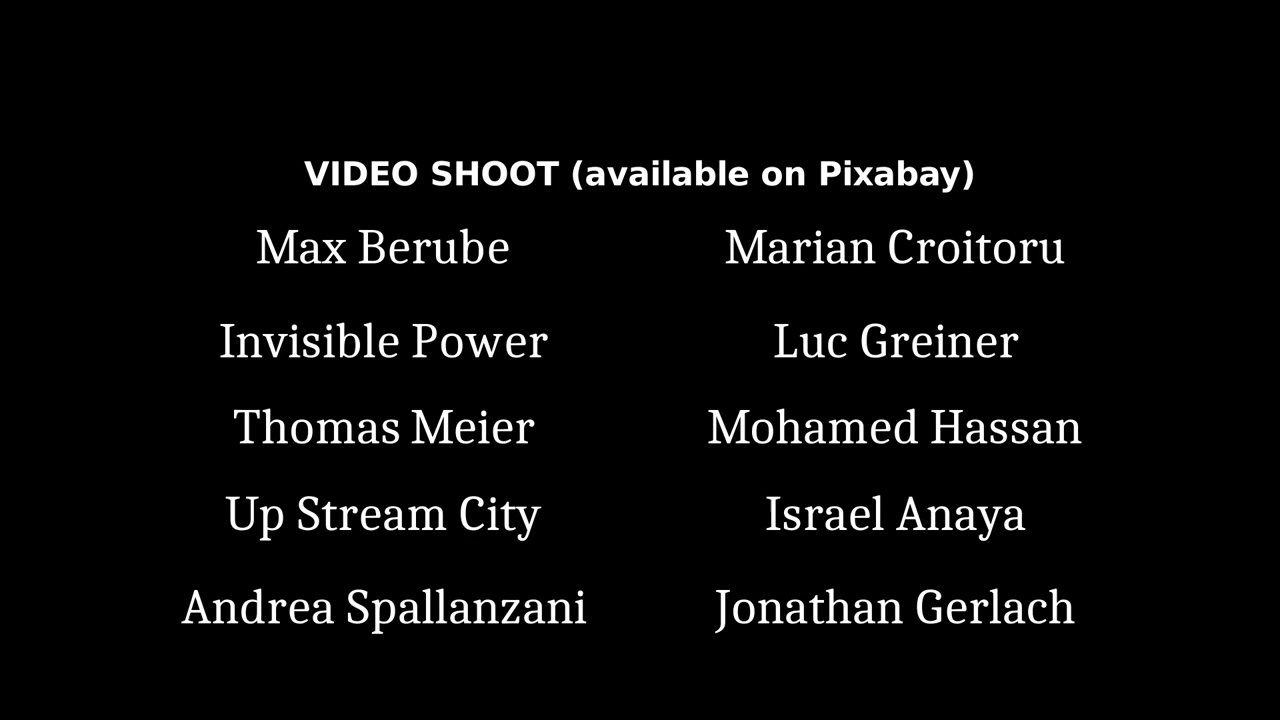 VIDEO SHOOT (available on Pixabay)
Max Berube Marian Croitoru
Invisible Power Luc Greiner
Thomas Meier Mohamed Hassan
Up Stream City Israel Anaya
Andrea Spallanzani Jonathan Gerlach